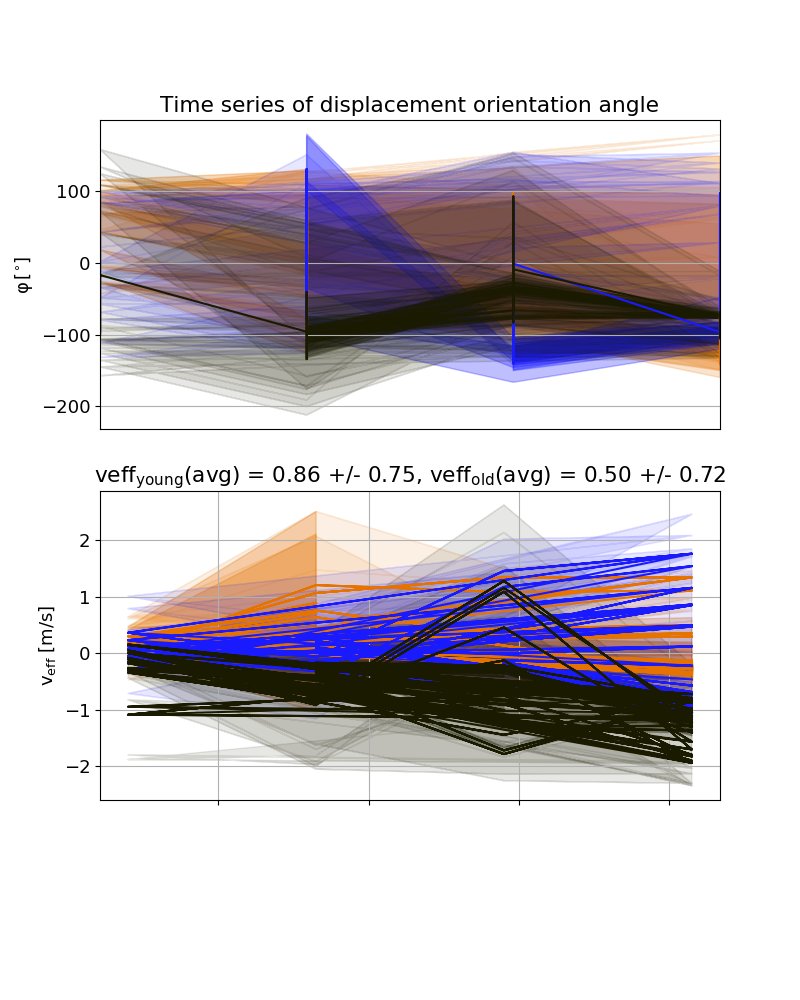 Time series of displacement orientation angle
φ [°]
100
0
−100
−200
veff_young(avg) = 0.86 +/- 0.75, veff_old(avg) = 0.50 +/- 0.72
v_eff [m/s]
2
1
0
−1
−2